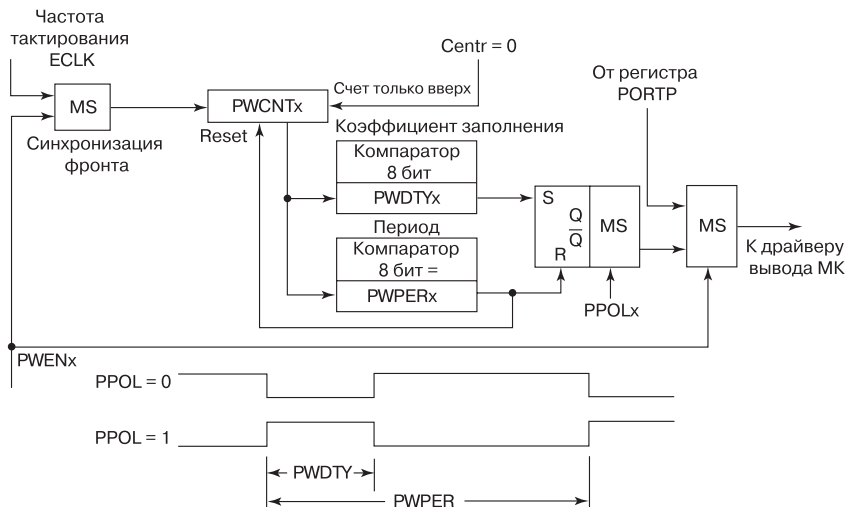 Частота
тактирования
ECLK
MS
Синхронизация
фронта
PWCNTx
Reset
Centr = 0
Счет только вверх
Коэффициент заполнения
Компаратор
8 бит
PWDTYx
Период
Компаратор
8 бит =
PWPERx
S
Q
Q̅
R
MS
PPOLx
От регистра
PORTP
MS
К драйверу
вывода МК
PWENx
PPOL = 0
PPOL = 1
PWDTY
PWPER